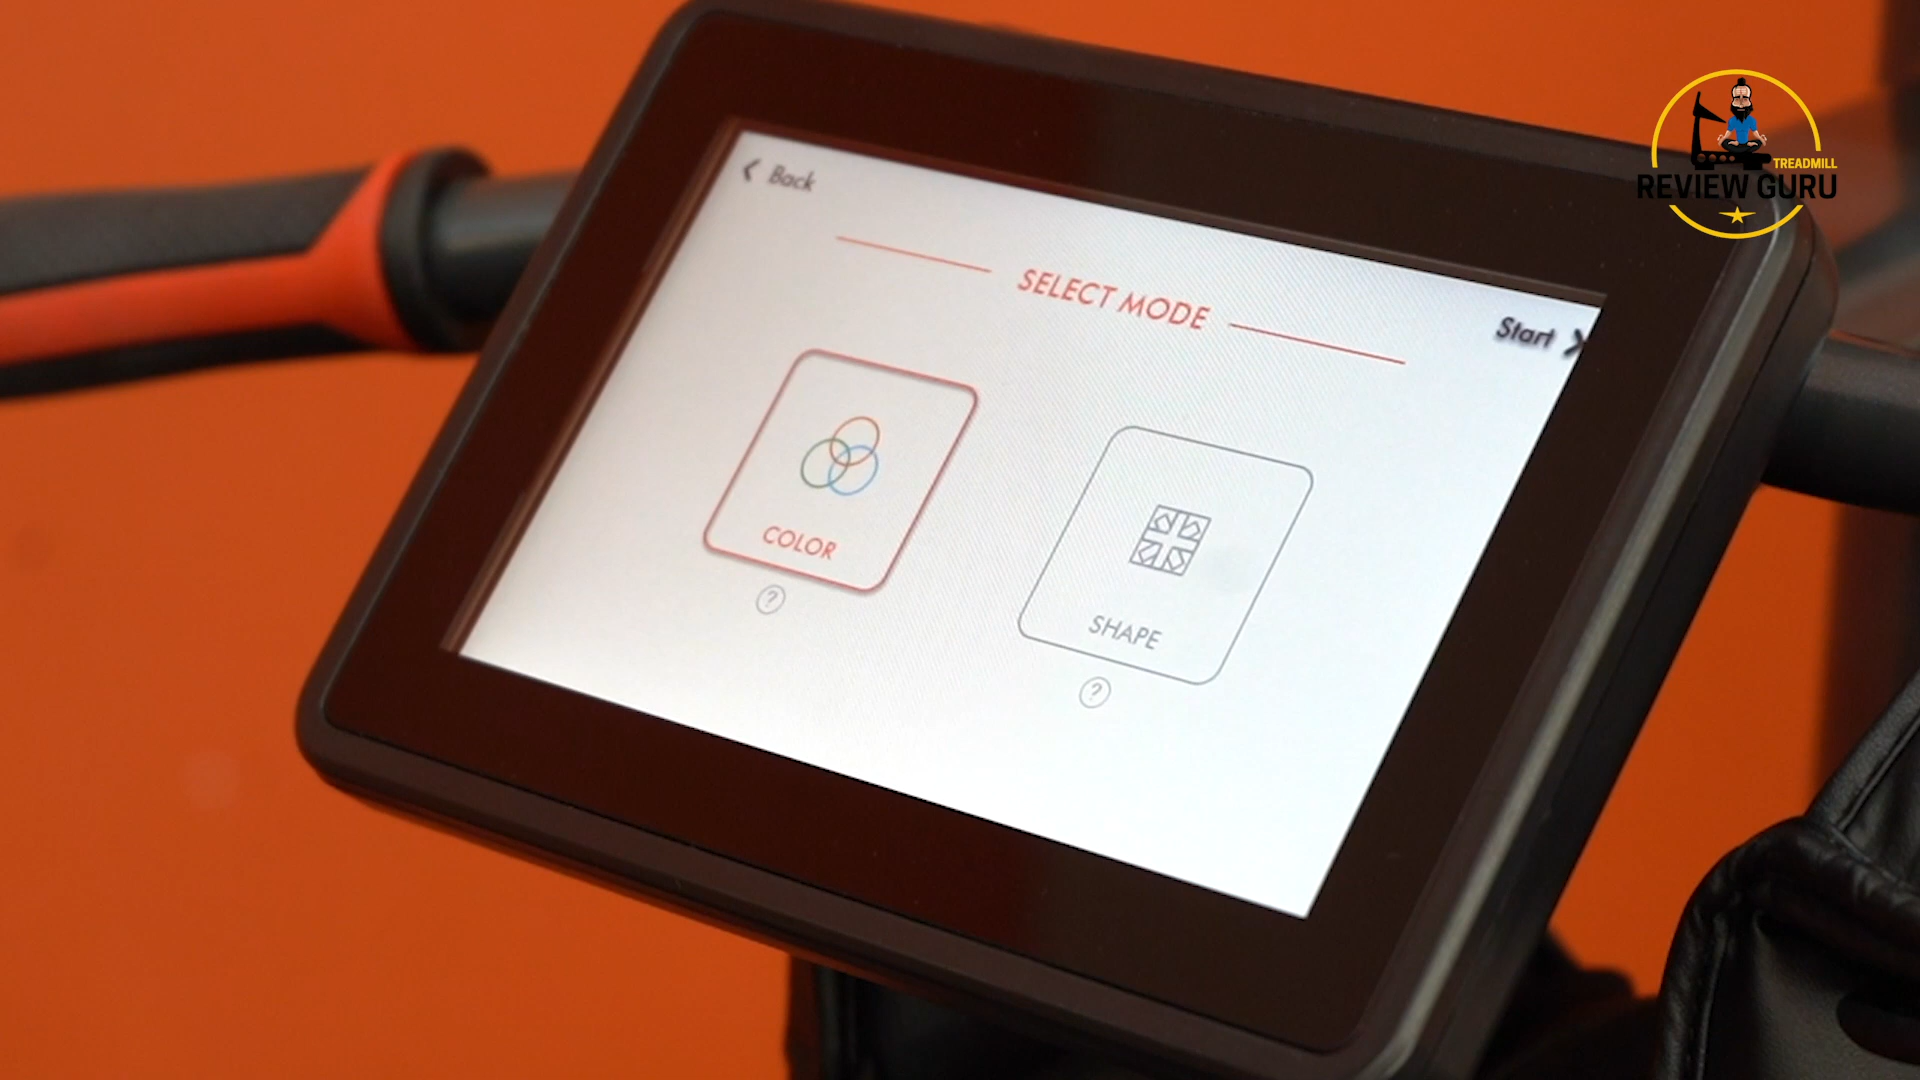 Back
SELECT MODE
Start
COLOR
?
SHAPE
?
TREADMILL
REVIEW GURU